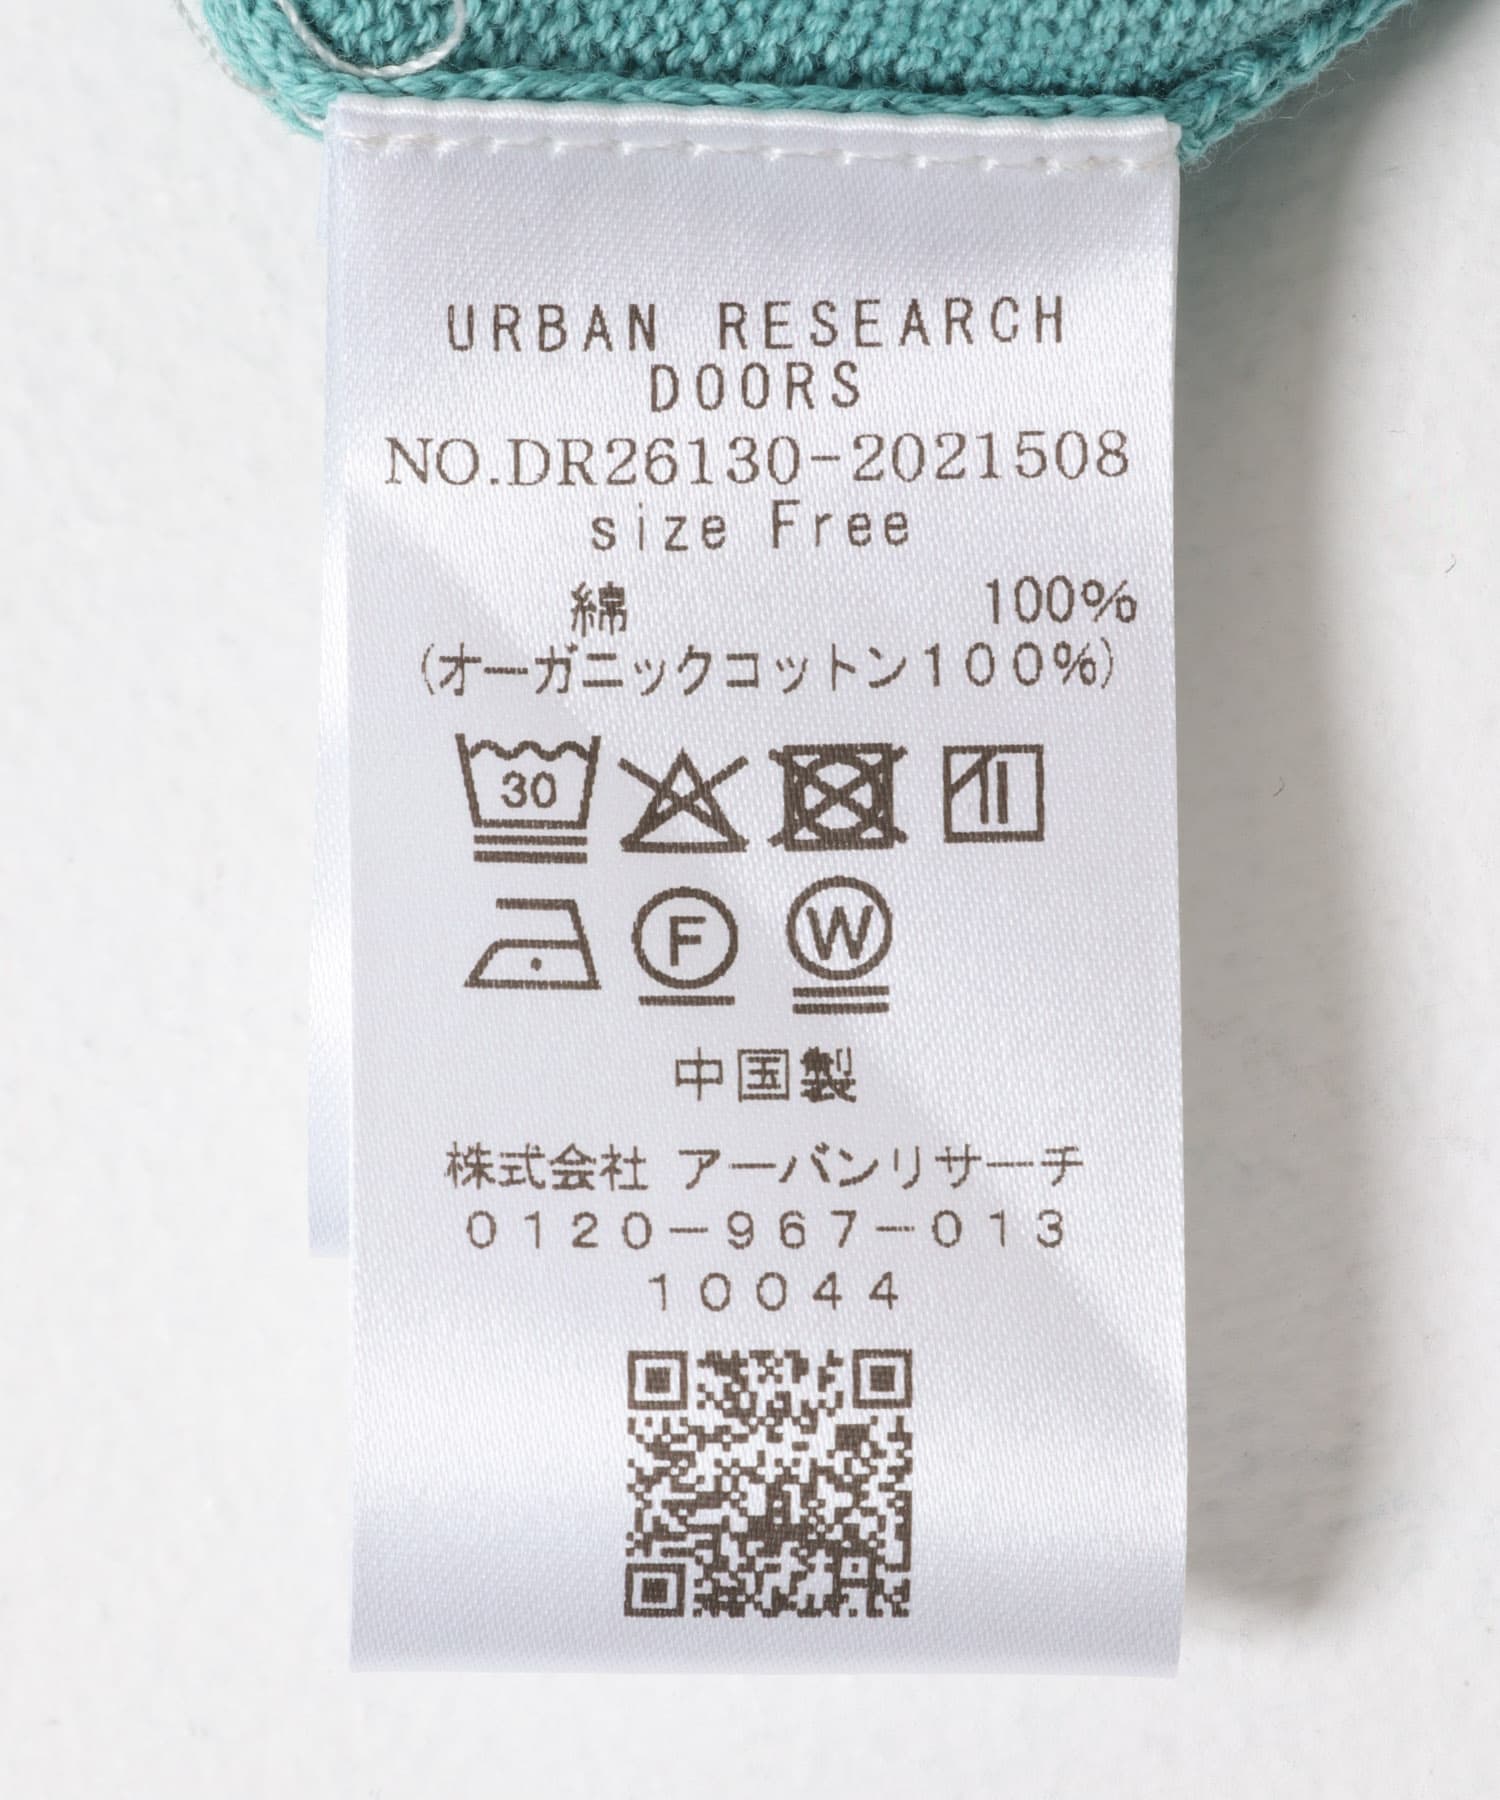 URBAN RESEARCH
DOORS
NO.DR26130-2021508
size Free
綿 100%
(オーガニックコットン100%)
30
F W
中国製
株式会社 アーバンリサーチ
0120-967-013
10044